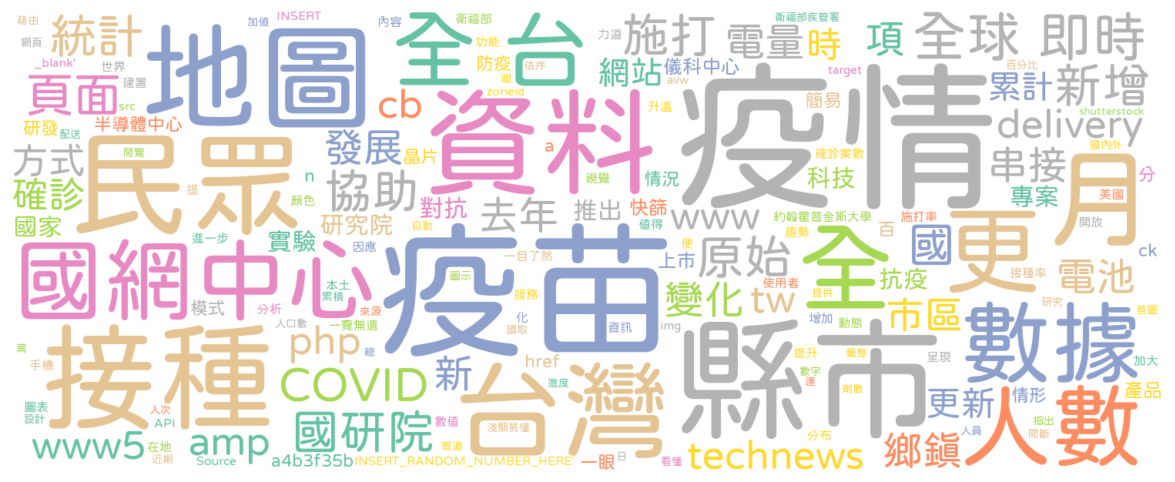 藉由 加值 INSERT 內容 衛福部 力道 衛福部疾管署
統計 地圖 全台 功能 施打 電量 時 項 全球 即時
網頁 _blank' 世界 防疫 依序 網站 儀科中心 百分比
頁面 建置 眼 zoneid avw target 累計 新增
src cb 資料 升溫 疫情 簡易 shutterstock
研發 配送 半導體中心 發展 晶片 a delivery
方式 閱覽 民眾 n 協助 視覺 情況 確診案數 串接 國內外 月
確診 提 顏色 對抗 去年 推出 快篩 科技 專案 美國 分
國家 進一步 研究院 自動 值得 www 約翰霍普金斯大學 施打率 開放
實驗 因應 一目了然 便 趨勢 百 國 更 ck
國網中心 本土 疫苗 圖示 上市 原始 全 抗疫 接種率 電池
模式 累積 來源 服務 使用者 提供 研究
分析 一覽無遺 化 資訊 變化 tw 增加 市區 數據 首圖
萬 接種 人口數 php 總 讀取 img 縣市 動態
手機 href 提升 彙整 呈現 加大
COVID 新 台灣 進度 數字 達 更新 情形 產品
圖表 人次 劑數
設計 API 國研院 數值 淺顯易懂 分布 人員 指出 人數
www5 在地 amp 管道 日 technews 鄉鎮 間斷
近期 Source a4b3f35b INSERT_RANDOM_NUMBER_HERE' 一眼 看懂